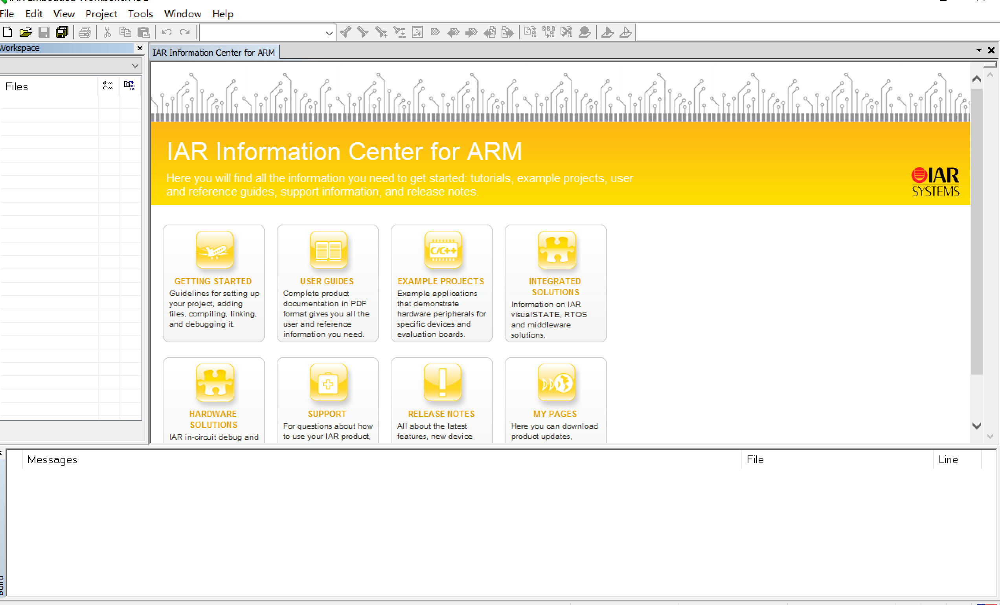 IAR Embedded Workbench IDE
File Edit View Project Tools Window Help
Workspace
IAR Information Center for ARM
Files
IAR Information Center for ARM
Here you will find all the information you need to get started: tutorials, example projects, user
and reference guides, support information, and release notes.
IAR
SYSTEMS
GETTING STARTED
Guidelines for setting up
your project, adding
files, compiling, linking,
and debugging it.
USER GUIDES
Complete product
documentation in PDF
format gives you all the
user and reference
information you need.
C/C++
EXAMPLE PROJECTS
Example applications
that demonstrate
hardware peripherals for
specific devices and
evaluation boards.
INTEGRATED
SOLUTIONS
Information on IAR
visualSTATE, RTOS
and middleware
solutions.
HARDWARE
SOLUTIONS
IAR in-circuit debug and
SUPPORT
For questions about how
to use your IAR product,
RELEASE NOTES
All about the latest
features, new device
MY PAGES
Here you can download
product updates,
Messages File Line
Build